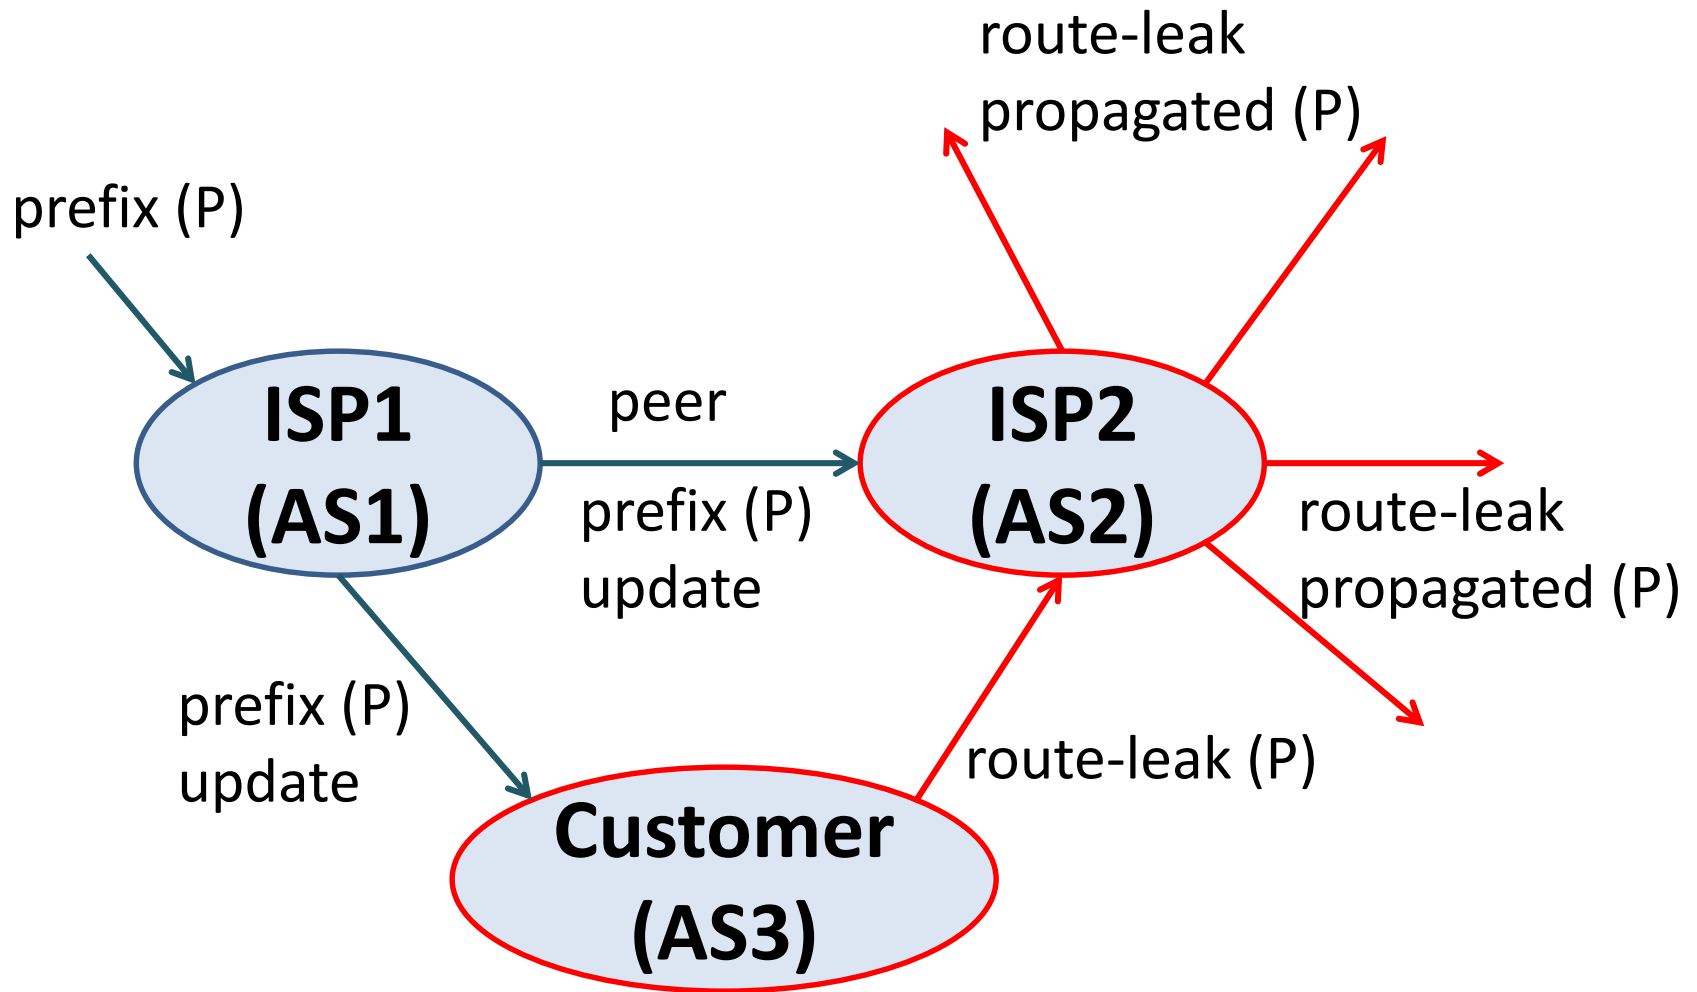 route-leak
propagated (P)
prefix (P)
ISP1
(AS1)
peer
prefix (P)
update
ISP2
(AS2)
route-leak
propagated (P)
prefix (P)
update
route-leak (P)
Customer
(AS3)